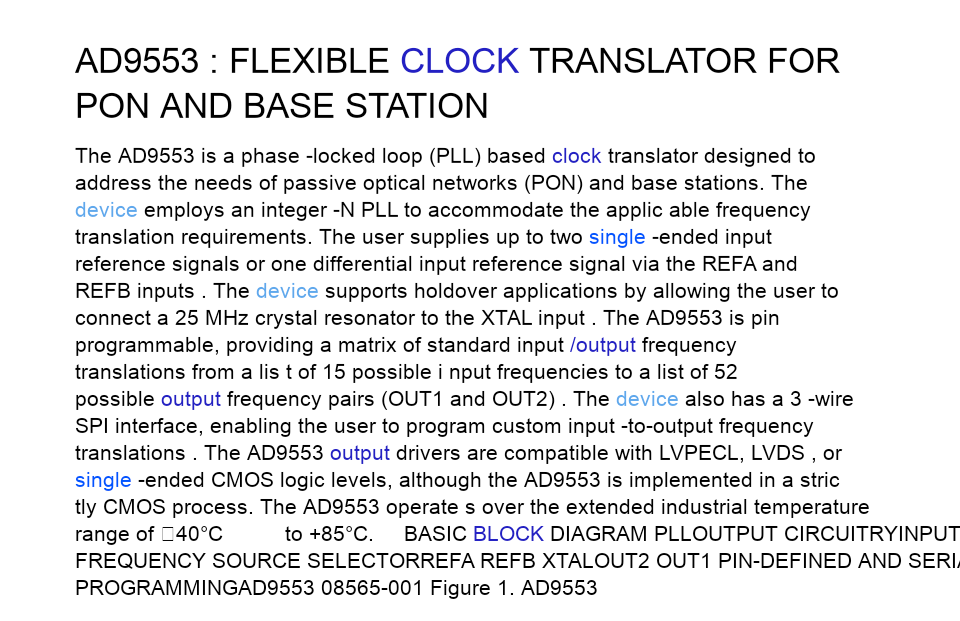 AD9553 : FLEXIBLE CLOCK TRANSLATOR FOR
PON AND BASE STATION
The AD9553 is a phase -locked loop (PLL) based clock translator designed to
address the needs of passive optical networks (PON) and base stations. The
device employs an integer -N PLL to accommodate the applic able frequency
translation requirements. The user supplies up to two single -ended input
reference signals or one differential input reference signal via the REFA and
REFB inputs . The device supports holdover applications by allowing the user to
connect a 25 MHz crystal resonator to the XTAL input . The AD9553 is pin
programmable, providing a matrix of standard input /output frequency
translations from a lis t of 15 possible i nput frequencies to a list of 52
possible output frequency pairs (OUT1 and OUT2) . The device also has a 3 -wire
SPI interface, enabling the user to program custom input -to-output frequency
translations . The AD9553 output drivers are compatible with LVPECL, LVDS , or
single -ended CMOS logic levels, although the AD9553 is implemented in a stric
tly CMOS process. The AD9553 operate s over the extended industrial temperature
range of □40°C to +85°C. BASIC BLOCK DIAGRAM PLLOUTPUT CIRCUITRYINPUT
FREQUENCY SOURCE SELECTORREFA REFB XTALOUT2 OUT1 PIN-DEFINED AND SERIA
PROGRAMMINGAD9553 08565-001 Figure 1. AD9553